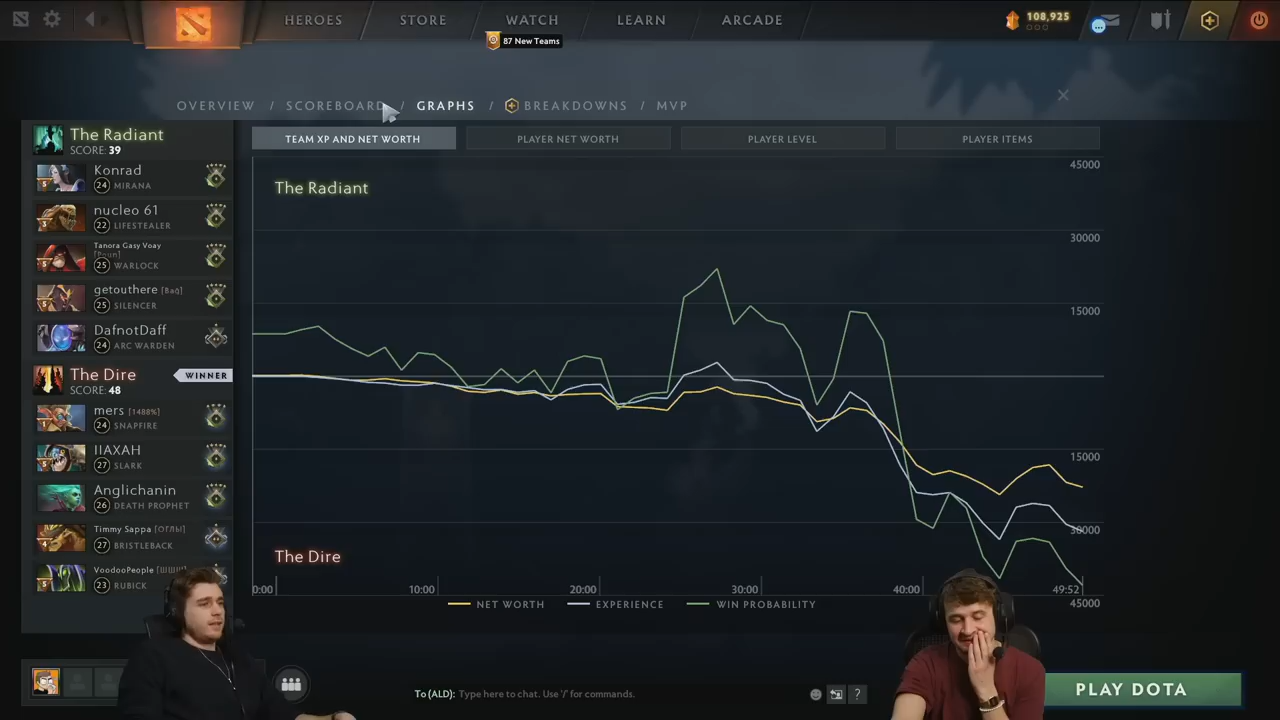 HEROES
STORE
WATCH
LEARN
ARCADE
108,925
87 New Teams
OVERVIEW / SCOREBOARD / GRAPHS / BREAKDOWNS / MVP
TEAM XP AND NET WORTH
PLAYER NET WORTH
PLAYER LEVEL
PLAYER ITEMS
The Radiant
SCORE: 39
Konrad
24 MIRANA
nucleo 61
22 LIFESTEALER
Tanora Gasy Voay
25 WARLOCK
getouthere
25 SILENCER
DafnotDaff
24 ARC WARDEN
The Dire
WINNER
SCORE: 48
mers [1488%]
24 SNAPFIRE
IIAXAH
27 SLARK
Anglichanin
26 DEATH PROPHET
Timmy Sappa [ОГЛЫ]
27 BRISTLEBACK
VoodooPeople
23 RUBICK
The Radiant
45000
30000
15000
15000
30000
45000
The Dire
0:00
10:00
20:00
30:00
40:00
49:52
NET WORTH
EXPERIENCE
WIN PROBABILITY
To (ALD): Type here to chat. Use '/' for commands.
?
PLAY DOTA